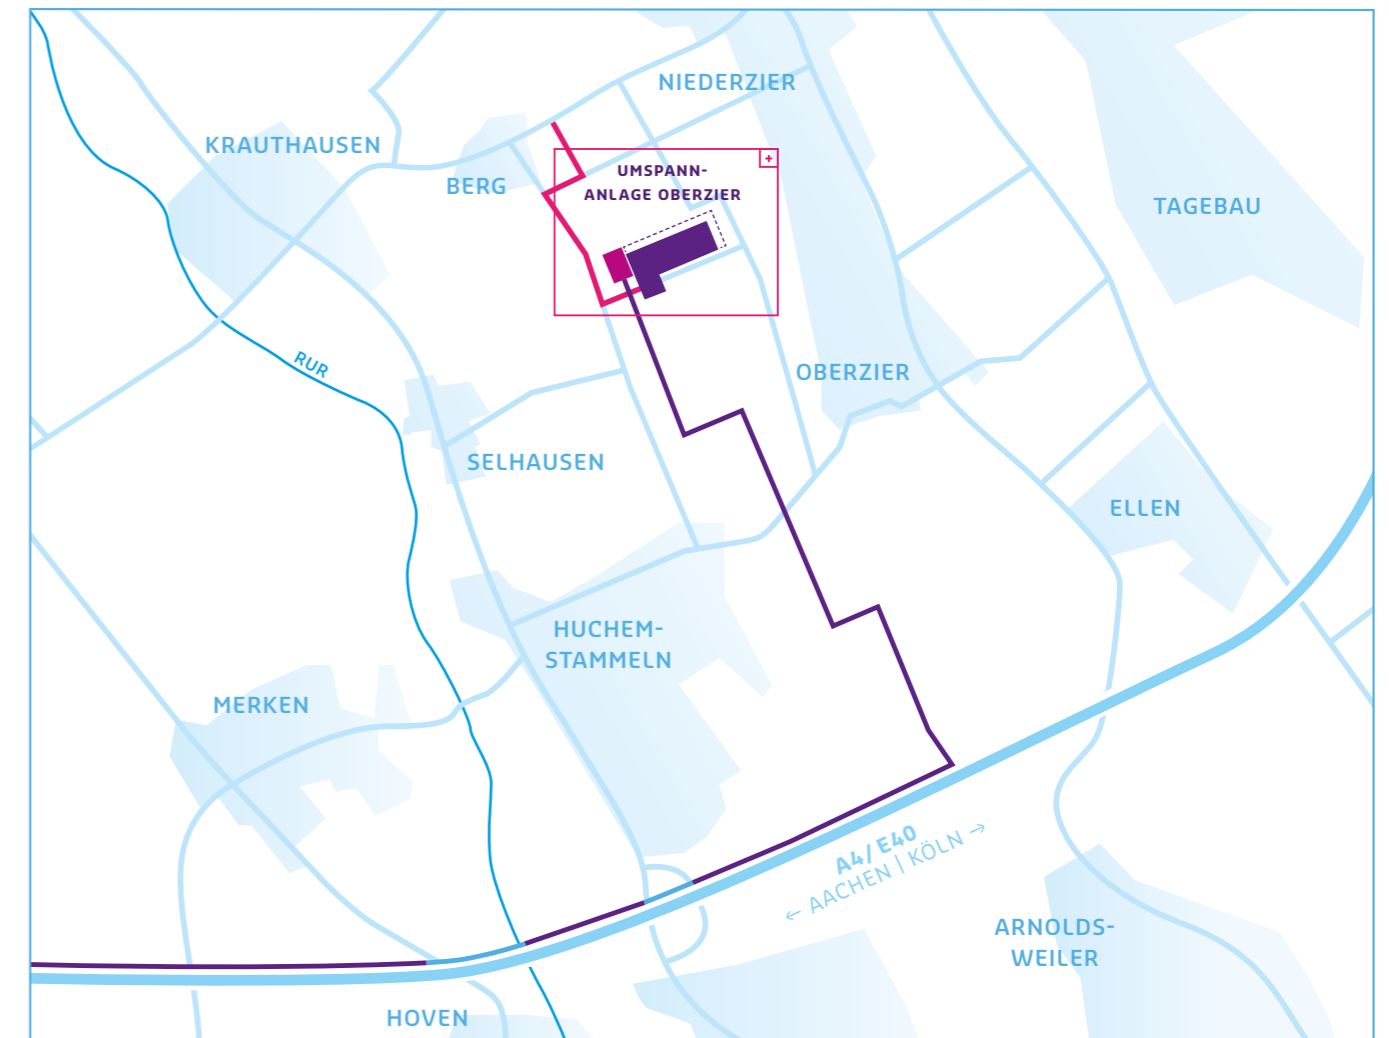 NIEDERZIER
KRAUTHAUSEN
BERG
UMSPANN-
ANLAGE OBERZIER
+
TAGEBAU
RUR
OBERZIER
SELHAUSEN
ELLEN
HUCHEM-
STAMMELN
MERKEN
A4/ E40
← AACHEN | KÖLN →
ARNOLDS-
WEILER
HOVEN